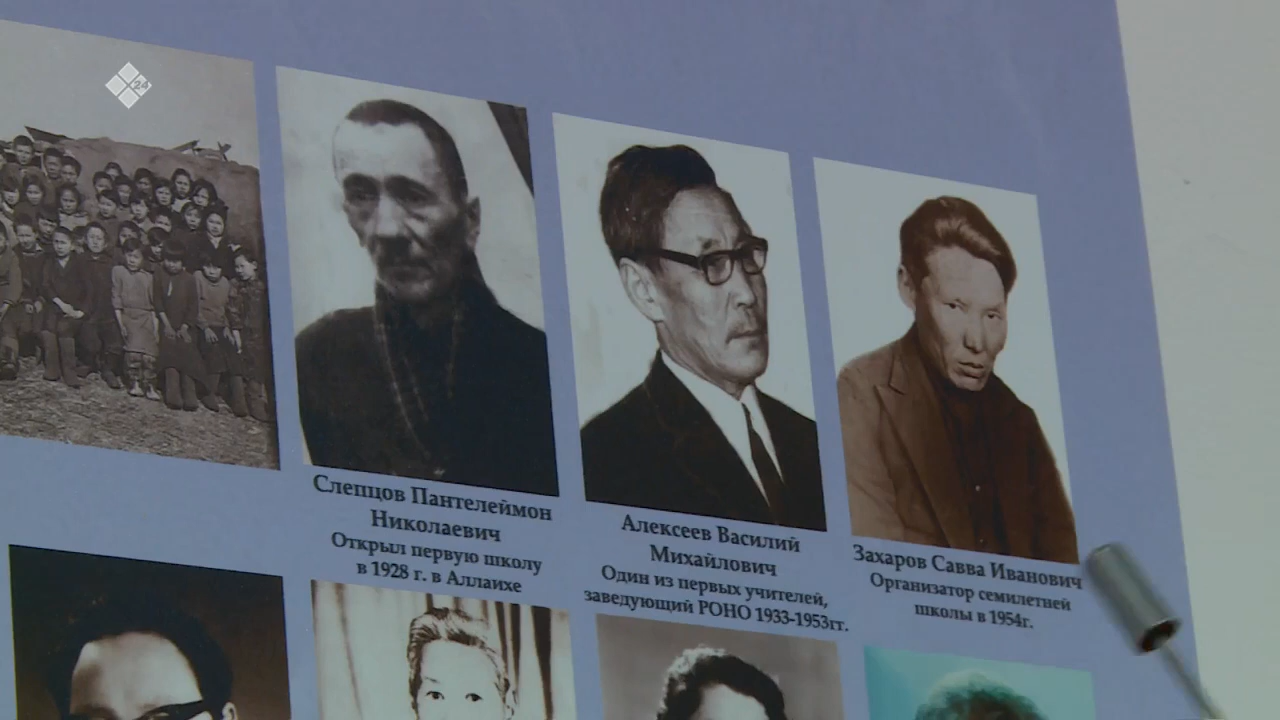 24
Слепцов Пантелеймон
Николаевич
Открыл первую школу
в 1928 г. в Аллаихе
Алексеев Василий
Михайлович
Один из первых учителей,
заведующий РОНО 1933-1953гг.
Захаров Савва Иванович
Организатор семилетней
школы в 1954г.